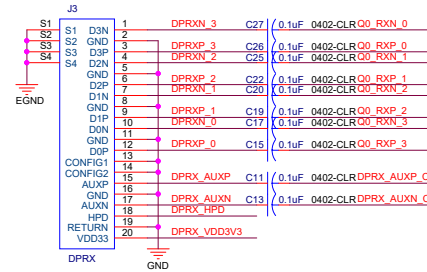 J3
S1 S1 D3N 1 DPRXN_3 C27 0.1uF 0402-CLR Q0_RXN_0
S2 S2 GND 2
S3 S3 D3P 3 DPRXP_3 C26 0.1uF 0402-CLR Q0_RXP_0
S4 S4 D2N 4 DPRXN_2 C25 0.1uF 0402-CLR Q0_RXN_1
GND 5
EGND D2P 6 DPRXP_2 C22 0.1uF 0402-CLR Q0_RXP_1
D1N 7 DPRXN_1 C20 0.1uF 0402-CLR Q0_RXN_2
GND 8
D1P 9 DPRXP_1 C19 0.1uF 0402-CLR Q0_RXP_2
D0N 10 DPRXN_0 C17 0.1uF 0402-CLR Q0_RXN_3
GND 11
D0P 12 DPRXP_0 C15 0.1uF 0402-CLR Q0_RXP_3
CONFIG1 13
CONFIG2 14
AUXP 15 DPRX_AUXP C11 0.1uF 0402-CLR DPRX_AUXP_C
GND 16
AUXN 17 DPRX_AUXN C13 0.1uF 0402-CLR DPRX_AUXN_C
HPD 18 DPRX_HPD
RETURN 19
VDD33 20 DPRX_VDD3V3
DPRX
GND